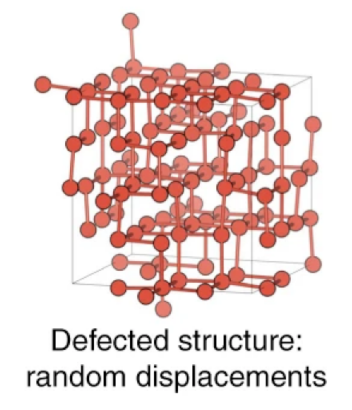 Defected structure:
random displacements